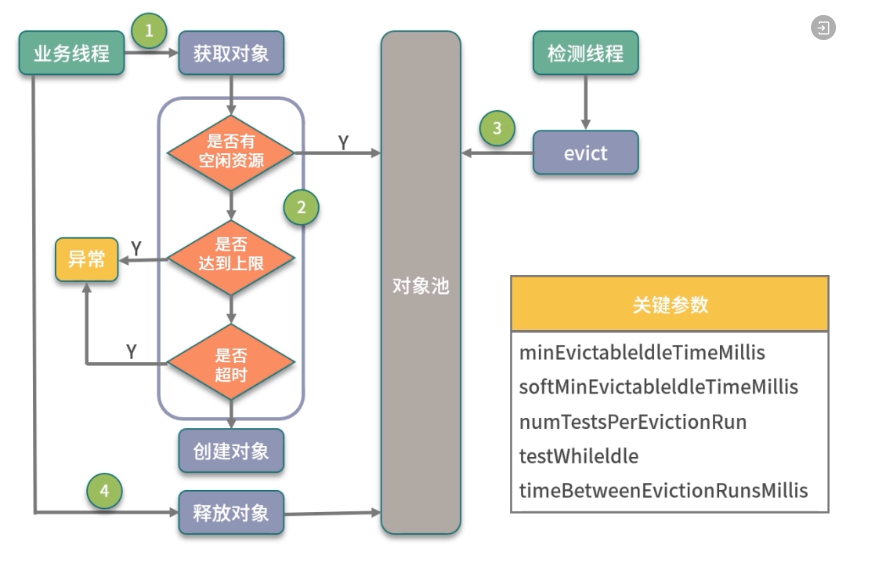 业务线程
1
获取对象
检测线程
是否有
空闲资源
Y
3
evict
2
是否
达到上限
Y
异常
对象池
是否
超时
Y
创建对象
4
释放对象
关键参数
minEvictableIdleTimeMillis
softMinEvictableIdleTimeMillis
numTestsPerEvictionRun
testWhileIdle
timeBetweenEvictionRunsMillis